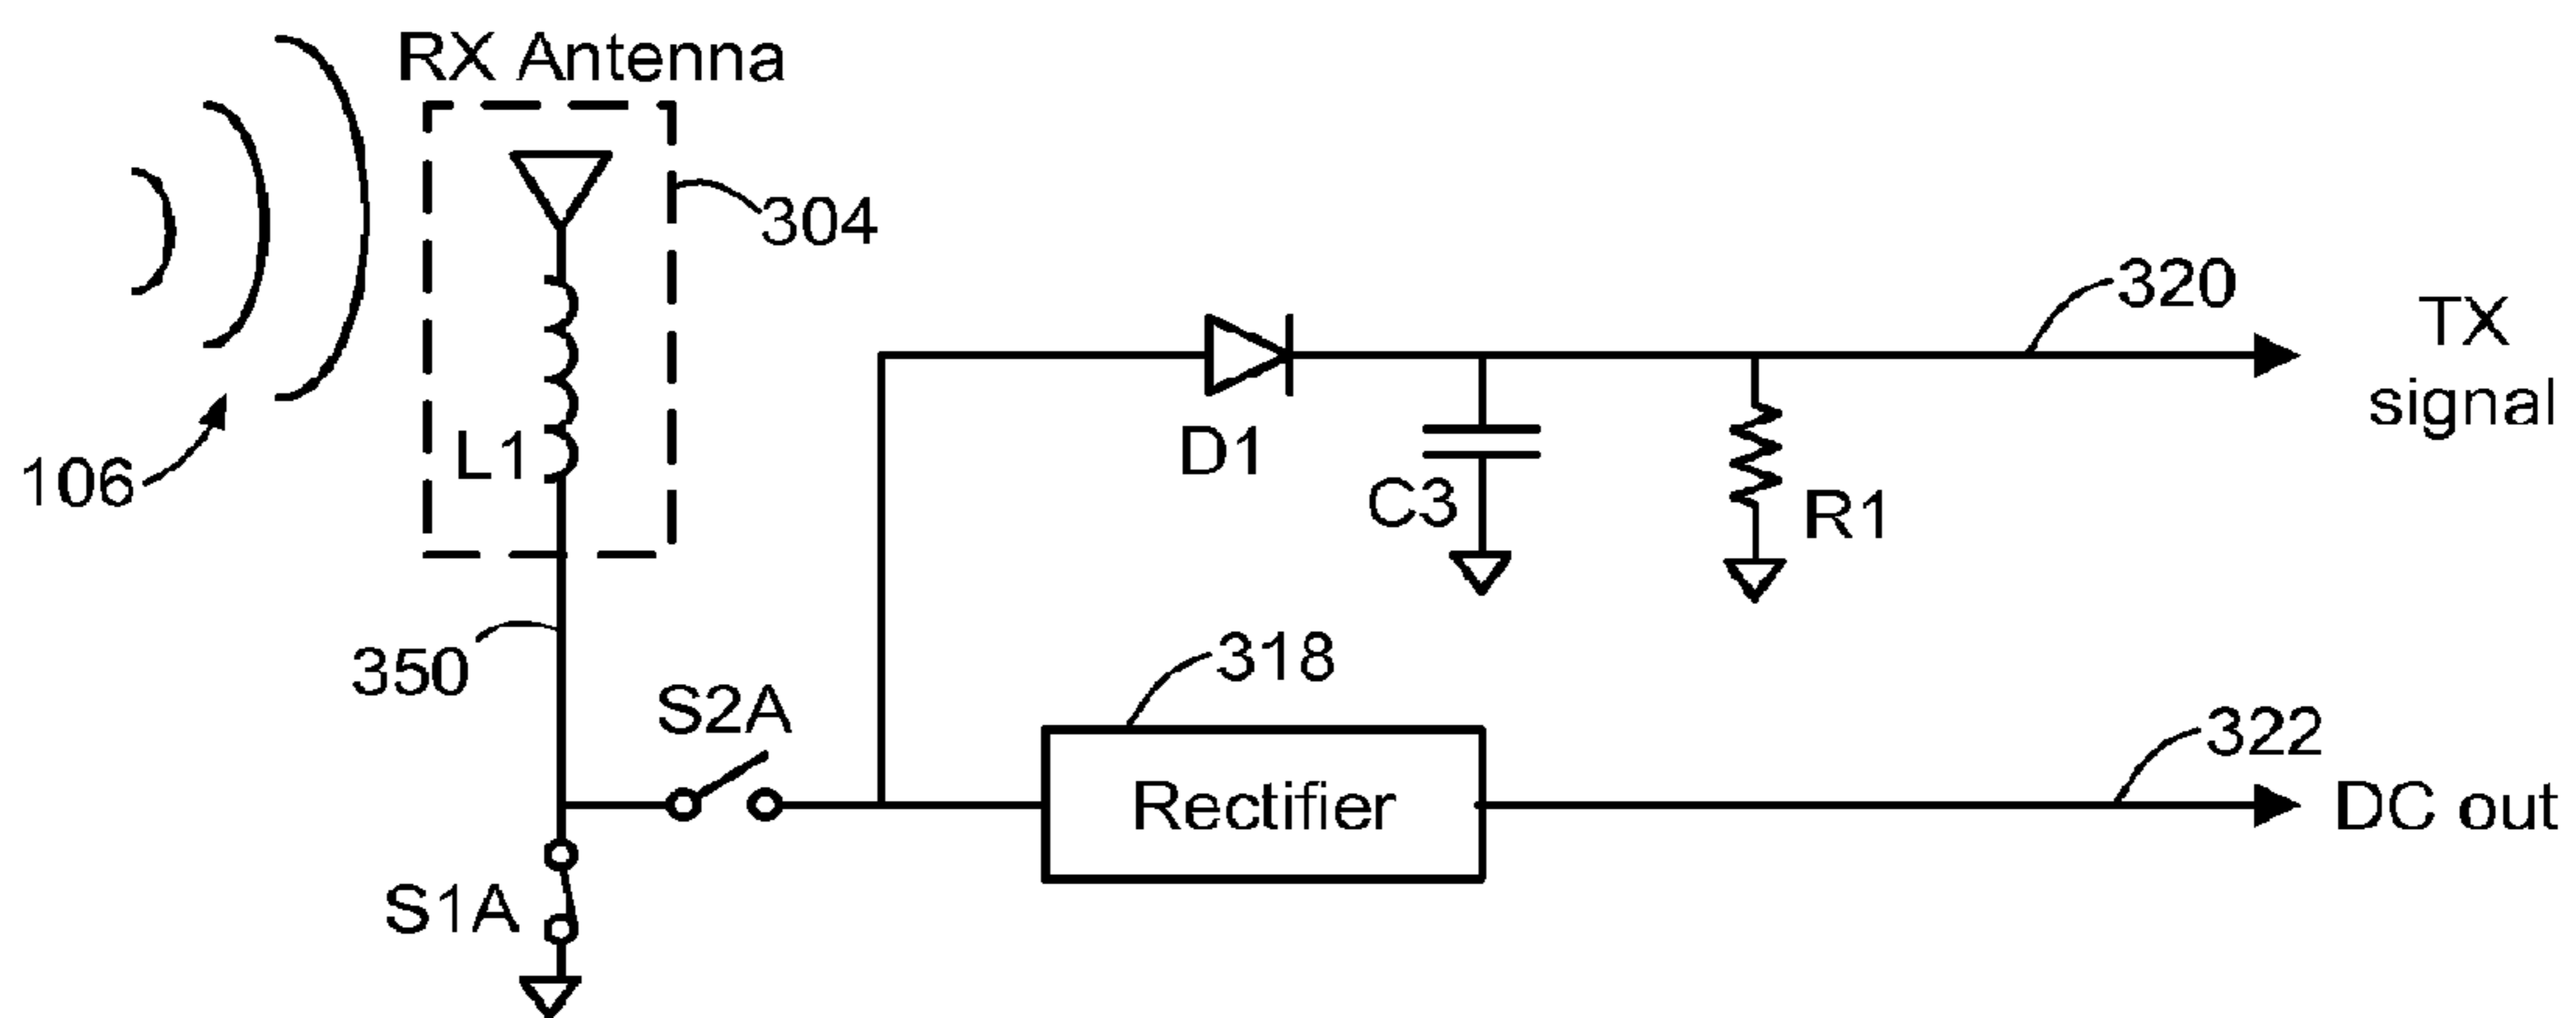 RX Antenna
304
106
L1
350
S2A
S1A
D1
C3
R1
320
TX
signal
318
Rectifier
322
DC out